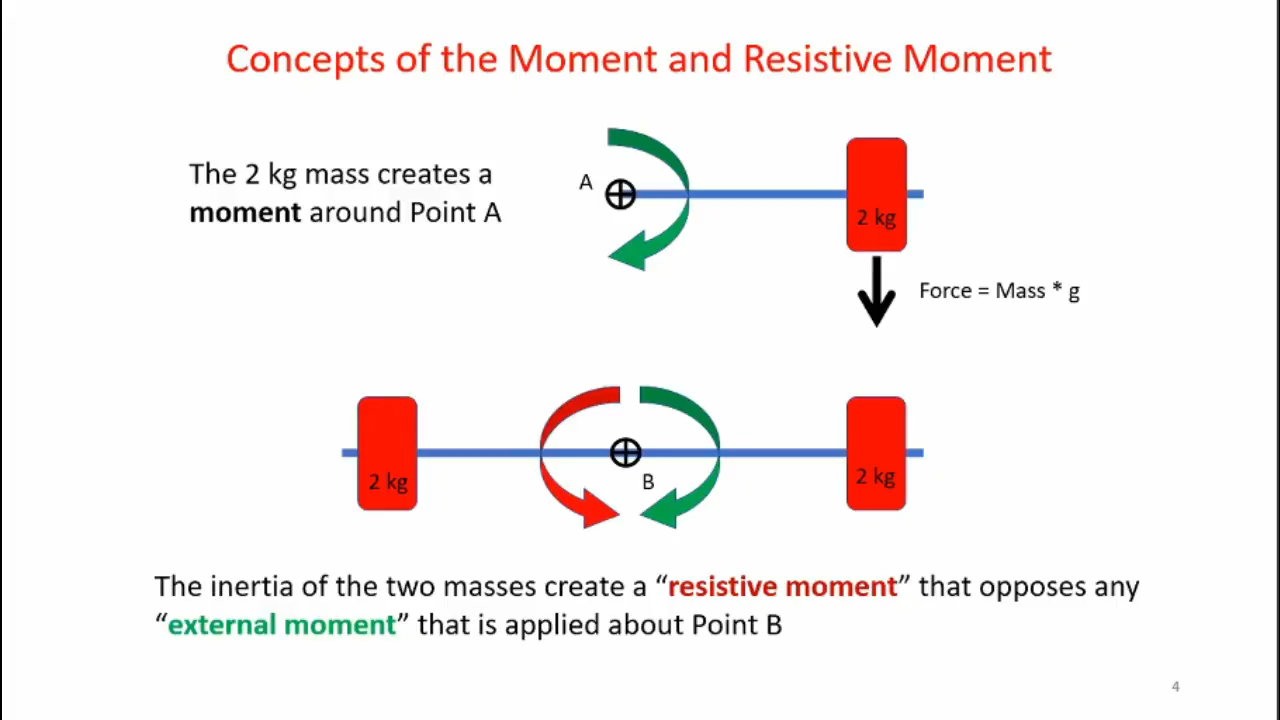 Concepts of the Moment and Resistive Moment
The 2 kg mass creates a
moment around Point A
A
2 kg
Force = Mass * g
2 kg
B
2 kg
The inertia of the two masses create a “resistive moment” that opposes any
“external moment” that is applied about Point B
4